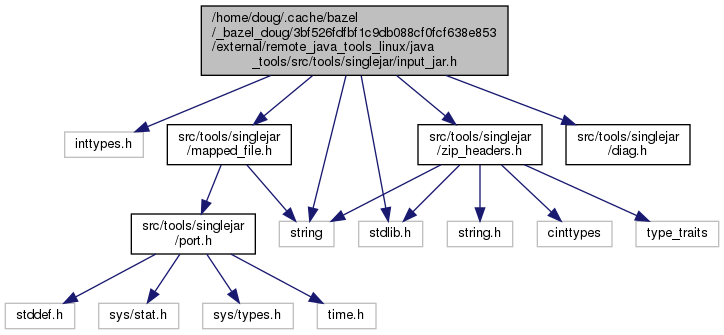 /home/doug/.cache/bazel
/_bazel_doug/3bf526fdfbf1c9db088cf0fcf638e853
/external/remote_java_tools_linux/java
_tools/src/tools/singlejar/input_jar.h
inttypes.h
src/tools/singlejar
/mapped_file.h
src/tools/singlejar
/zip_headers.h
src/tools/singlejar
/diag.h
src/tools/singlejar
/port.h
string
stdlib.h
string.h
cinttypes
type_traits
stddef.h
sys/stat.h
sys/types.h
time.h